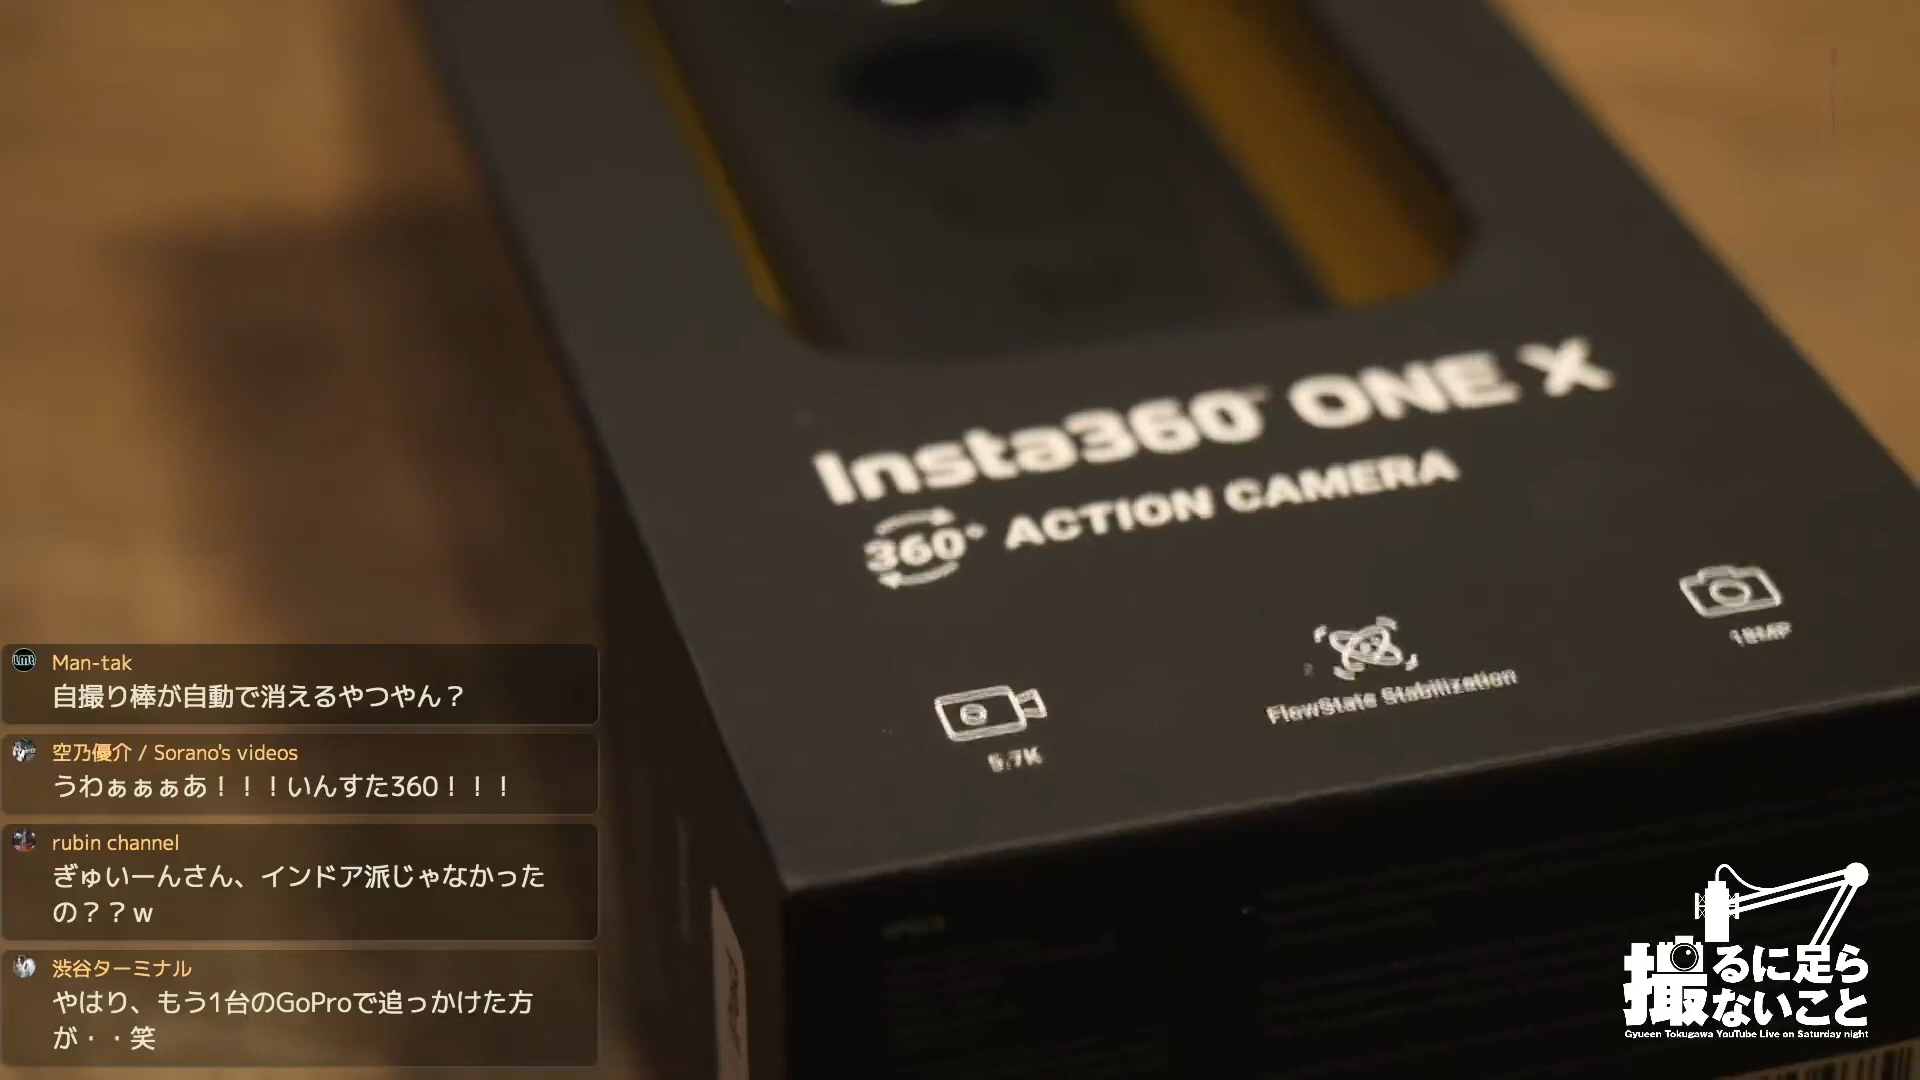 Insta360 ONE X
360° ACTION CAMERA
5.7K
FlowState Stabilization
18MP
Man-tak
自撮り棒が自動で消えるやつやん？
空乃優介 / Sorano's videos
うわぁぁぁあ！！！いんすた360！！！
rubin channel
ぎゅいーんさん、インドア派じゃなかった
の？？ｗ
渋谷ターミナル
やはり、もう1台のGoProで追っかけた方
が・・笑
撮るに足ら
ないこと
Gyueen Tokugawa YouTube Live on Saturday night